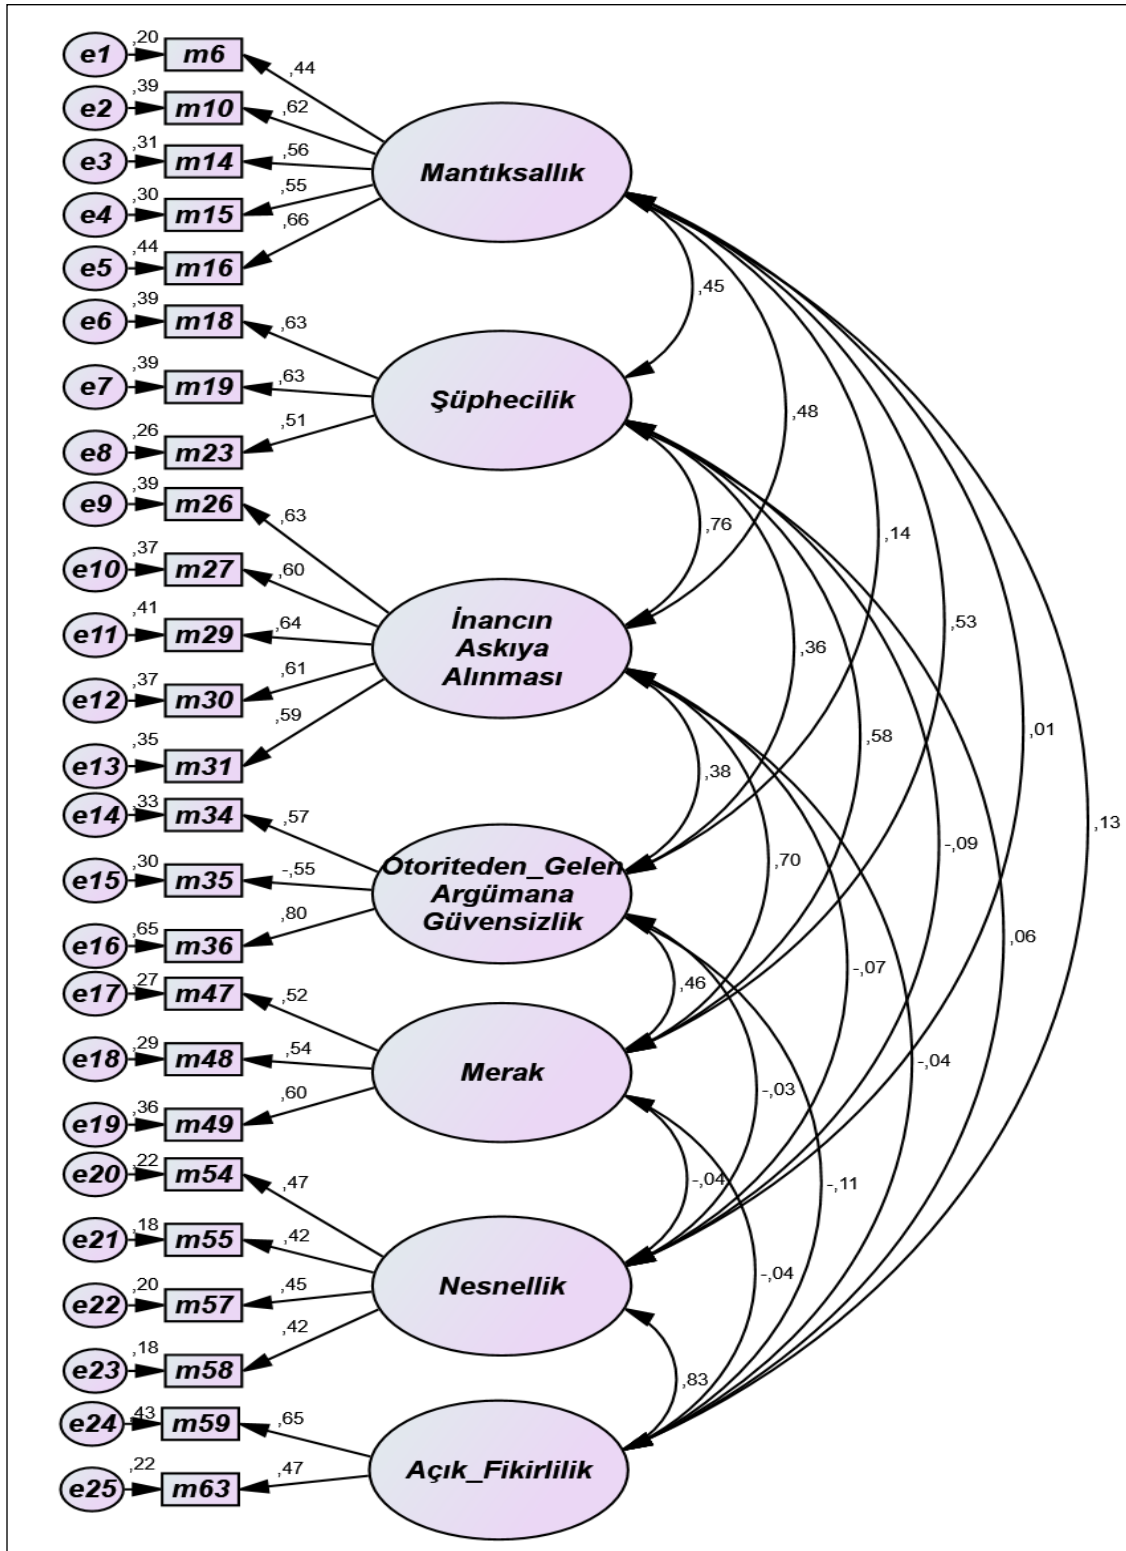 e1 ,20 m6 ,44
e2 ,39 m10 ,62
e3 ,31 m14 ,56
e4 ,30 m15 ,55
e5 ,44 m16 ,66
Mantıksallık
e6 ,39 m18 ,63
e7 ,39 m19 ,63
e8 ,26 m23 ,51
Şüphecilik
e9 ,39 m26 ,63
e10 ,37 m27 ,60
e11 ,41 m29 ,64
e12 ,37 m30 ,61
e13 ,35 m31 ,59
İnancın
Askıya
Alınması
e14 ,33 m34 ,57
e15 ,30 m35 -,55
e16 ,65 m36 ,80
Otoriteden_Gelen
Argümana
Güvensizlik
e17 ,27 m47 ,52
e18 ,29 m48 ,54
e19 ,36 m49 ,60
Merak
e20 ,22 m54 ,47
e21 ,18 m55 ,42
e22 ,20 m57 ,45
e23 ,18 m58 ,42
Nesnellik
e24 ,43 m59 ,65
e25 ,22 m63 ,47
Açık_Fikirlilik
,45
,48
,76
,14
,53
,36
,01
,58
,38
,13
-,09
,70
,06
-,07
,46
-,04
-,03
-,04
-,11
-,04
,83